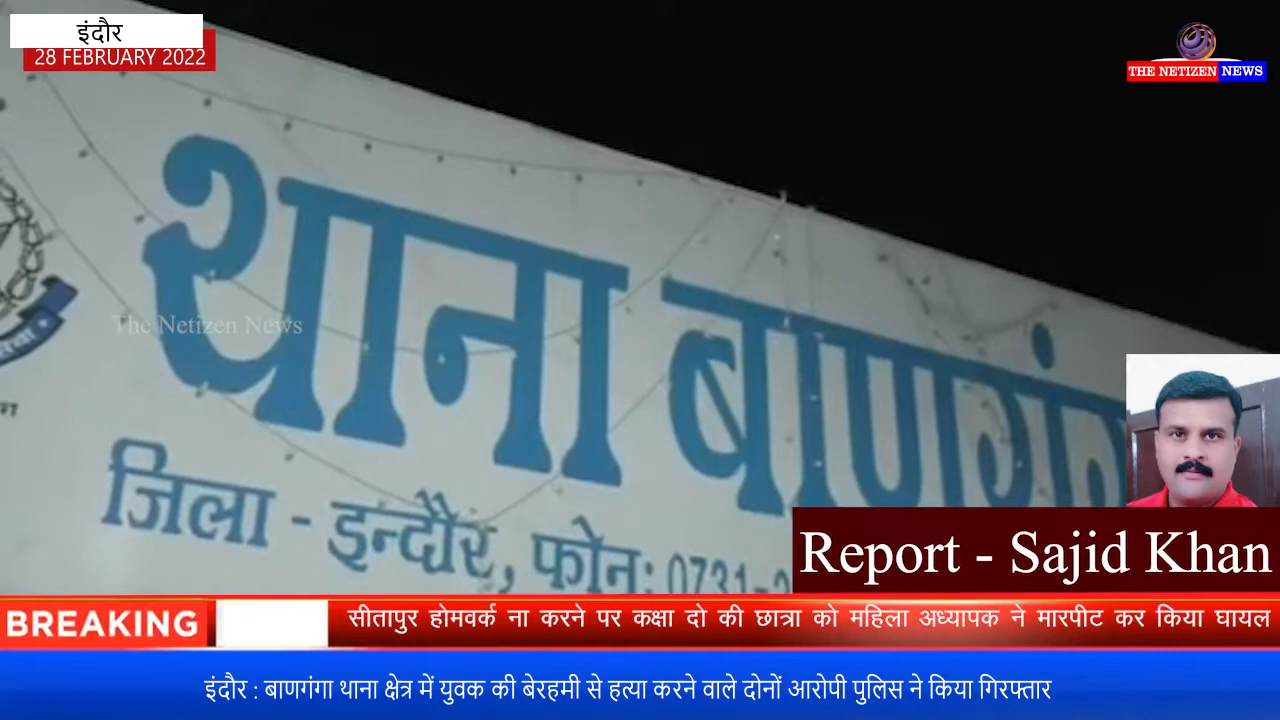 इंदौर
28 FEBRUARY 2022
THE NETIZEN NEWS
थाना बाणगंगा
The Netizen News
जिला - इन्दौर, फोन: 0731-2
Report - Sajid Khan
BREAKING
सीतापुर होमवर्क ना करने पर कक्षा दो की छात्रा को महिला अध्यापक ने मारपीट कर किया घायल
इंदौर : बाणगंगा थाना क्षेत्र में युवक की बेरहमी से हत्या करने वाले दोनों आरोपी पुलिस ने किया गिरफ्तार